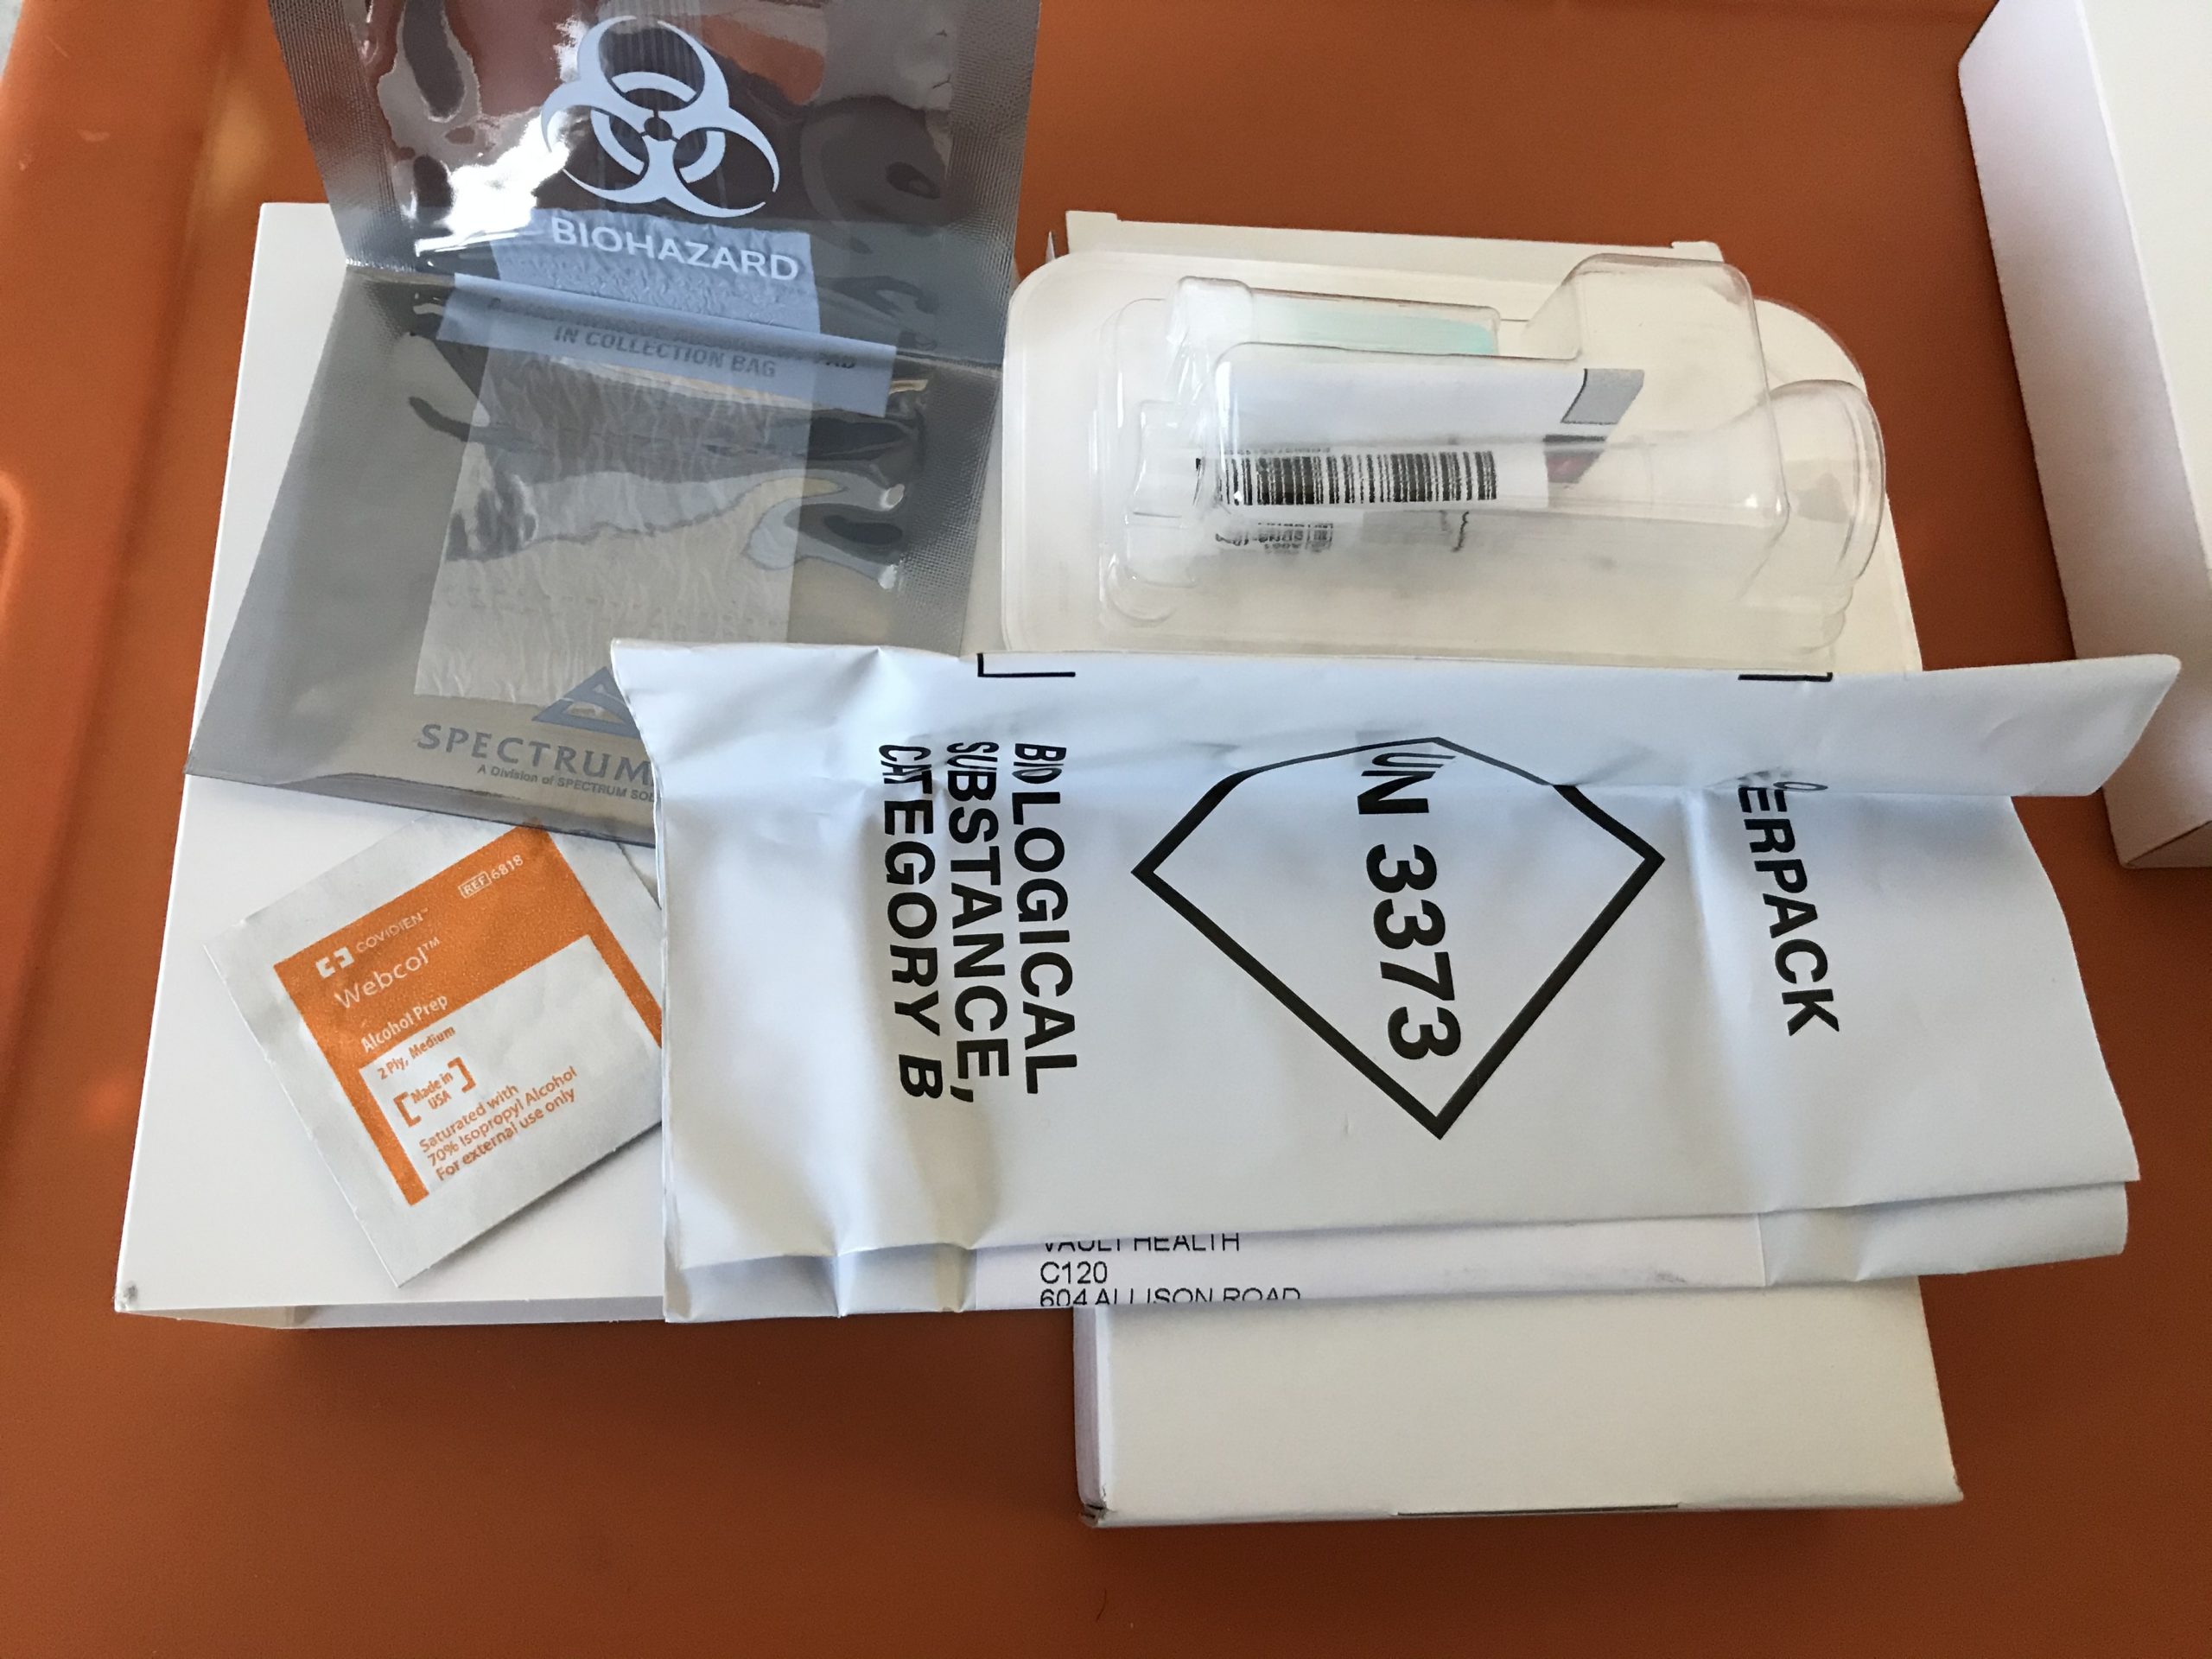 BIOHAZARD
IN COLLECTION BAG
SPECTRUM
A Division of SPECTRUM
COVIDIEN™
Webcol™
REF 6818
Alcohol Prep
2 Ply, Medium
Made in
USA
Saturated with
70% Isopropyl Alcohol
For external use only
BIOLOGICAL
SUBSTANCE,
CATEGORY B
UN 3373
ERPACK
VAULT HEALTH
C120
604 ALLISON ROAD